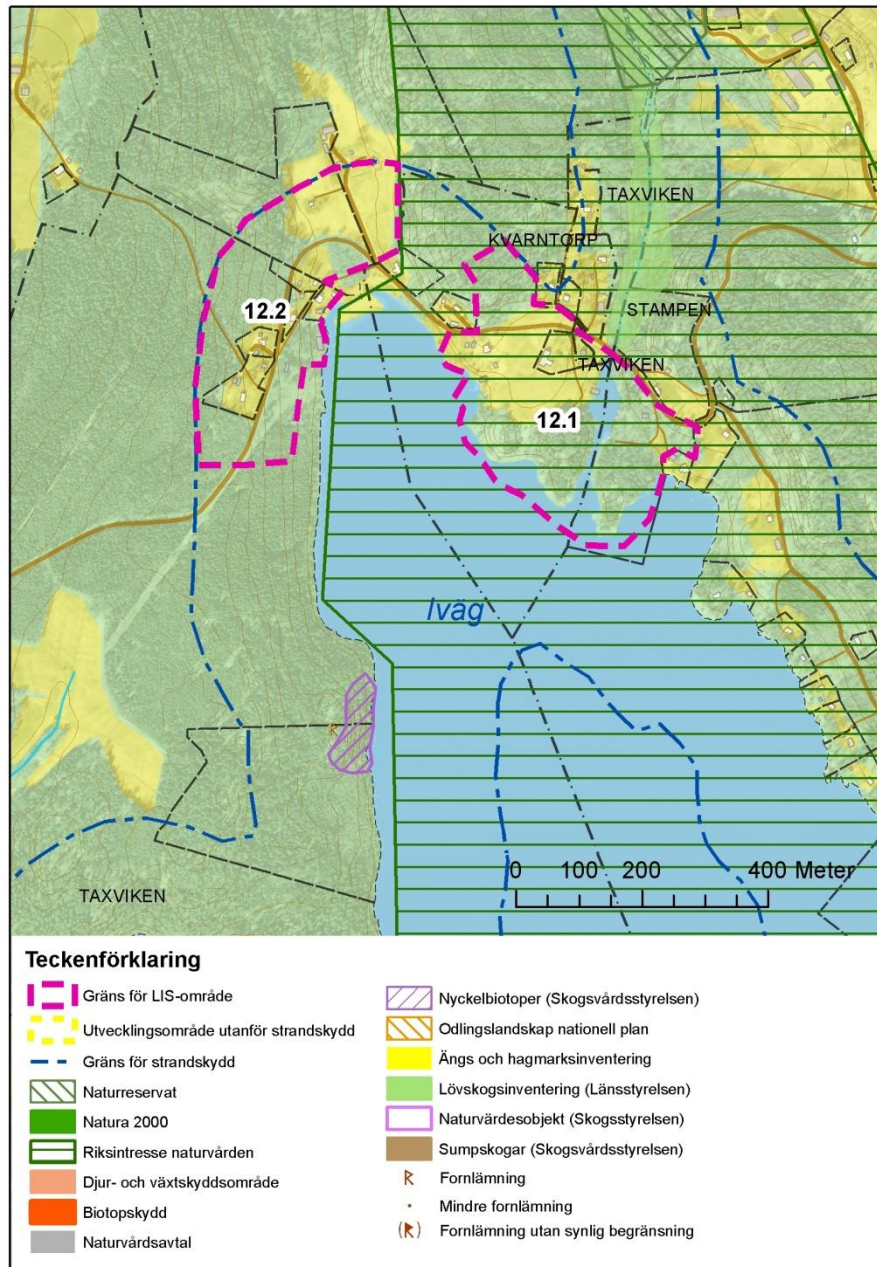 TAXVIKEN
KVARNTORP
12.2
STAMPEN
TAXVIKEN
12.1
Iväg
R
0 100 200 400 Meter
TAXVIKEN
Teckenförklaring
Gräns för LIS-område
Utvecklingsområde utanför strandskydd
Gräns för strandskydd
Naturreservat
Natura 2000
Riksintresse naturvården
Djur- och växtskyddsområde
Biotopskydd
Naturvårdsavtal
Nyckelbiotoper (Skogsvårdsstyrelsen)
Odlingslandskap nationell plan
Ängs och hagmarksinventering
Lövskogsinventering (Länsstyrelsen)
Naturvärdesobjekt (Skogsstyrelsen)
Sumpskogar (Skogsvårdsstyrelsen)
R Fornlämning
Mindre fornlämning
(R) Fornlämning utan synlig begränsning